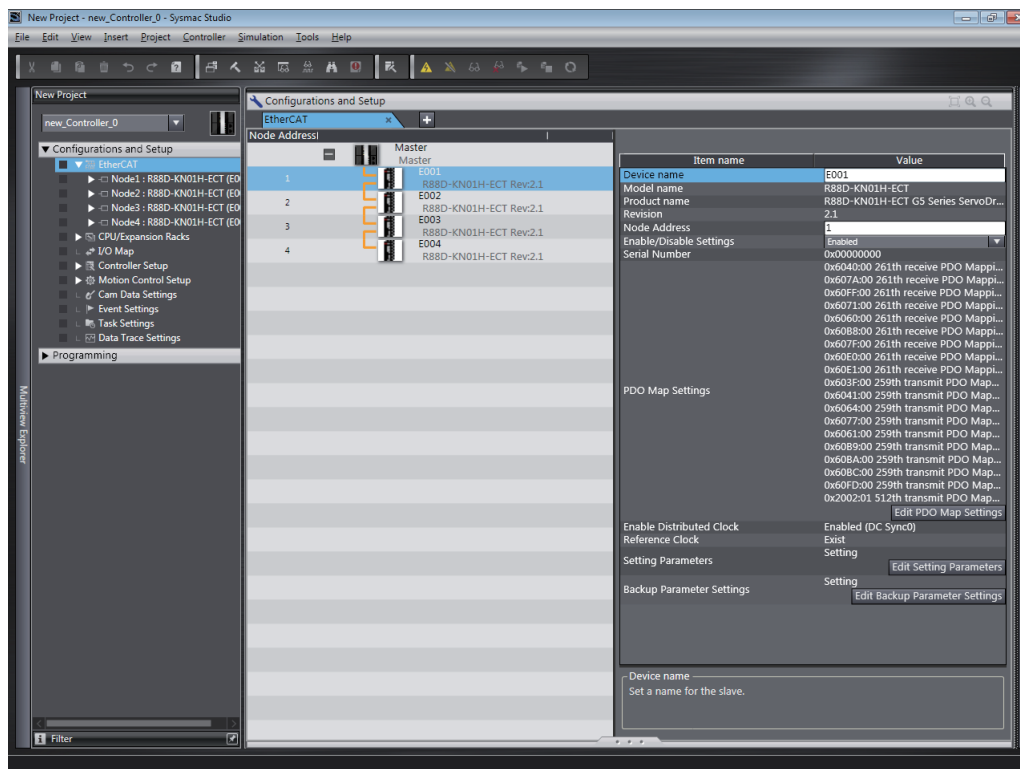 New Project - new_Controller_0 - Sysmac Studio
File Edit View Insert Project Controller Simulation Tools Help
New Project
new_Controller_0
Configurations and Setup
EtherCAT
Node1 : R88D-KN01H-ECT (E0
Node2 : R88D-KN01H-ECT (E0
Node3 : R88D-KN01H-ECT (E0
Node4 : R88D-KN01H-ECT (E0
CPU/Expansion Racks
I/O Map
Controller Setup
Motion Control Setup
Cam Data Settings
Event Settings
Task Settings
Data Trace Settings
Programming
Multiview Explorer
Filter
Configurations and Setup
EtherCAT
Node Address
Master
Master
1 E001
R88D-KN01H-ECT Rev:2.1
2 E002
R88D-KN01H-ECT Rev:2.1
3 E003
R88D-KN01H-ECT Rev:2.1
4 E004
R88D-KN01H-ECT Rev:2.1
Item name Value
Device name E001
Model name R88D-KN01H-ECT
Product name R88D-KN01H-ECT G5 Series ServoDr...
Revision 2.1
Node Address 1
Enable/Disable Settings Enabled
Serial Number 0x00000000
PDO Map Settings
0x6040:00 261th receive PDO Mappi...
0x607A:00 261th receive PDO Mappi...
0x60FF:00 261th receive PDO Mappi...
0x6071:00 261th receive PDO Mappi...
0x6060:00 261th receive PDO Mappi...
0x60B8:00 261th receive PDO Mappi...
0x607F:00 261th receive PDO Mappi...
0x60E0:00 261th receive PDO Mappi...
0x60E1:00 261th receive PDO Mappi...
0x603F:00 259th transmit PDO Map...
0x6041:00 259th transmit PDO Map...
0x6064:00 259th transmit PDO Map...
0x6077:00 259th transmit PDO Map...
0x6061:00 259th transmit PDO Map...
0x60B9:00 259th transmit PDO Map...
0x60BA:00 259th transmit PDO Map...
0x60BC:00 259th transmit PDO Map...
0x60FD:00 259th transmit PDO Map...
0x2002:01 512th transmit PDO Map...
Edit PDO Map Settings
Enable Distributed Clock Enabled (DC Sync0)
Reference Clock Exist
Setting Parameters Setting
Edit Setting Parameters
Backup Parameter Settings Setting
Edit Backup Parameter Settings
Device name
Set a name for the slave.